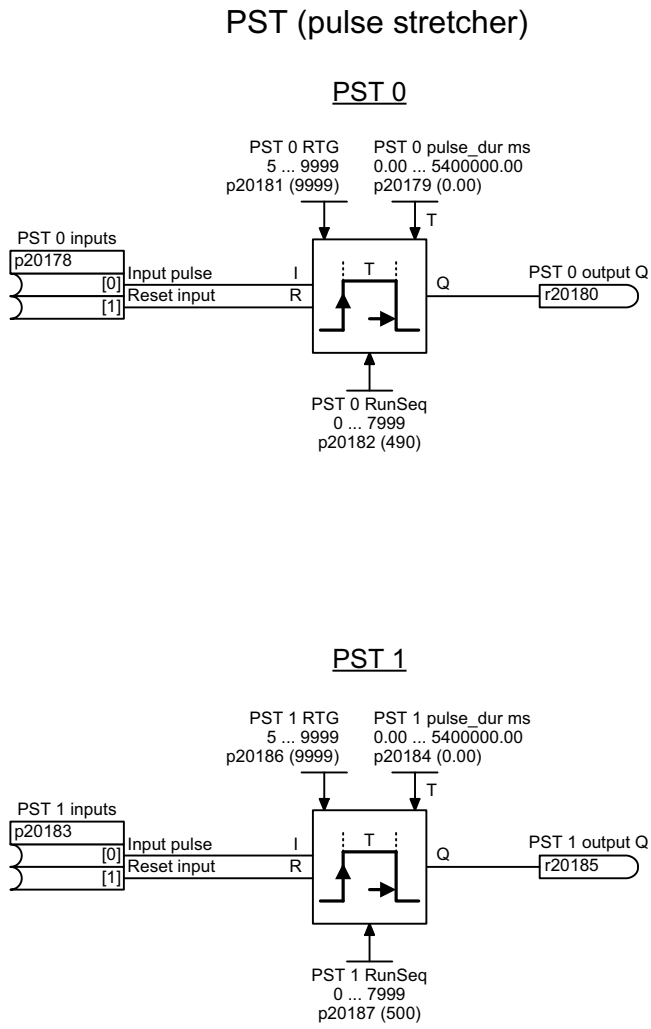 PST (pulse stretcher)
PST 0
PST 0 RTG
5 ... 9999
p20181 (9999)
PST 0 pulse_dur ms
0.00 ... 5400000.00
p20179 (0.00)
T
PST 0 inputs
p20178
[0]
[1]
Input pulse
Reset input
I
R
T
Q
PST 0 output Q
r20180
PST 0 RunSeq
0 ... 7999
p20182 (490)
PST 1
PST 1 RTG
5 ... 9999
p20186 (9999)
PST 1 pulse_dur ms
0.00 ... 5400000.00
p20184 (0.00)
T
PST 1 inputs
p20183
[0]
[1]
Input pulse
Reset input
I
R
T
Q
PST 1 output Q
r20185
PST 1 RunSeq
0 ... 7999
p20187 (500)